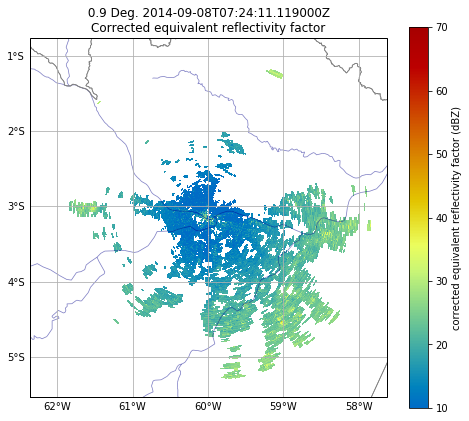 0.9 Deg. 2014-09-08T07:24:11.119000Z
Corrected equivalent reflectivity factor
1°S
2°S
3°S
4°S
5°S
62°W 61°W 60°W 59°W 58°W
70
60
50
40
30
20
10
corrected equivalent reflectivity factor (dBZ)